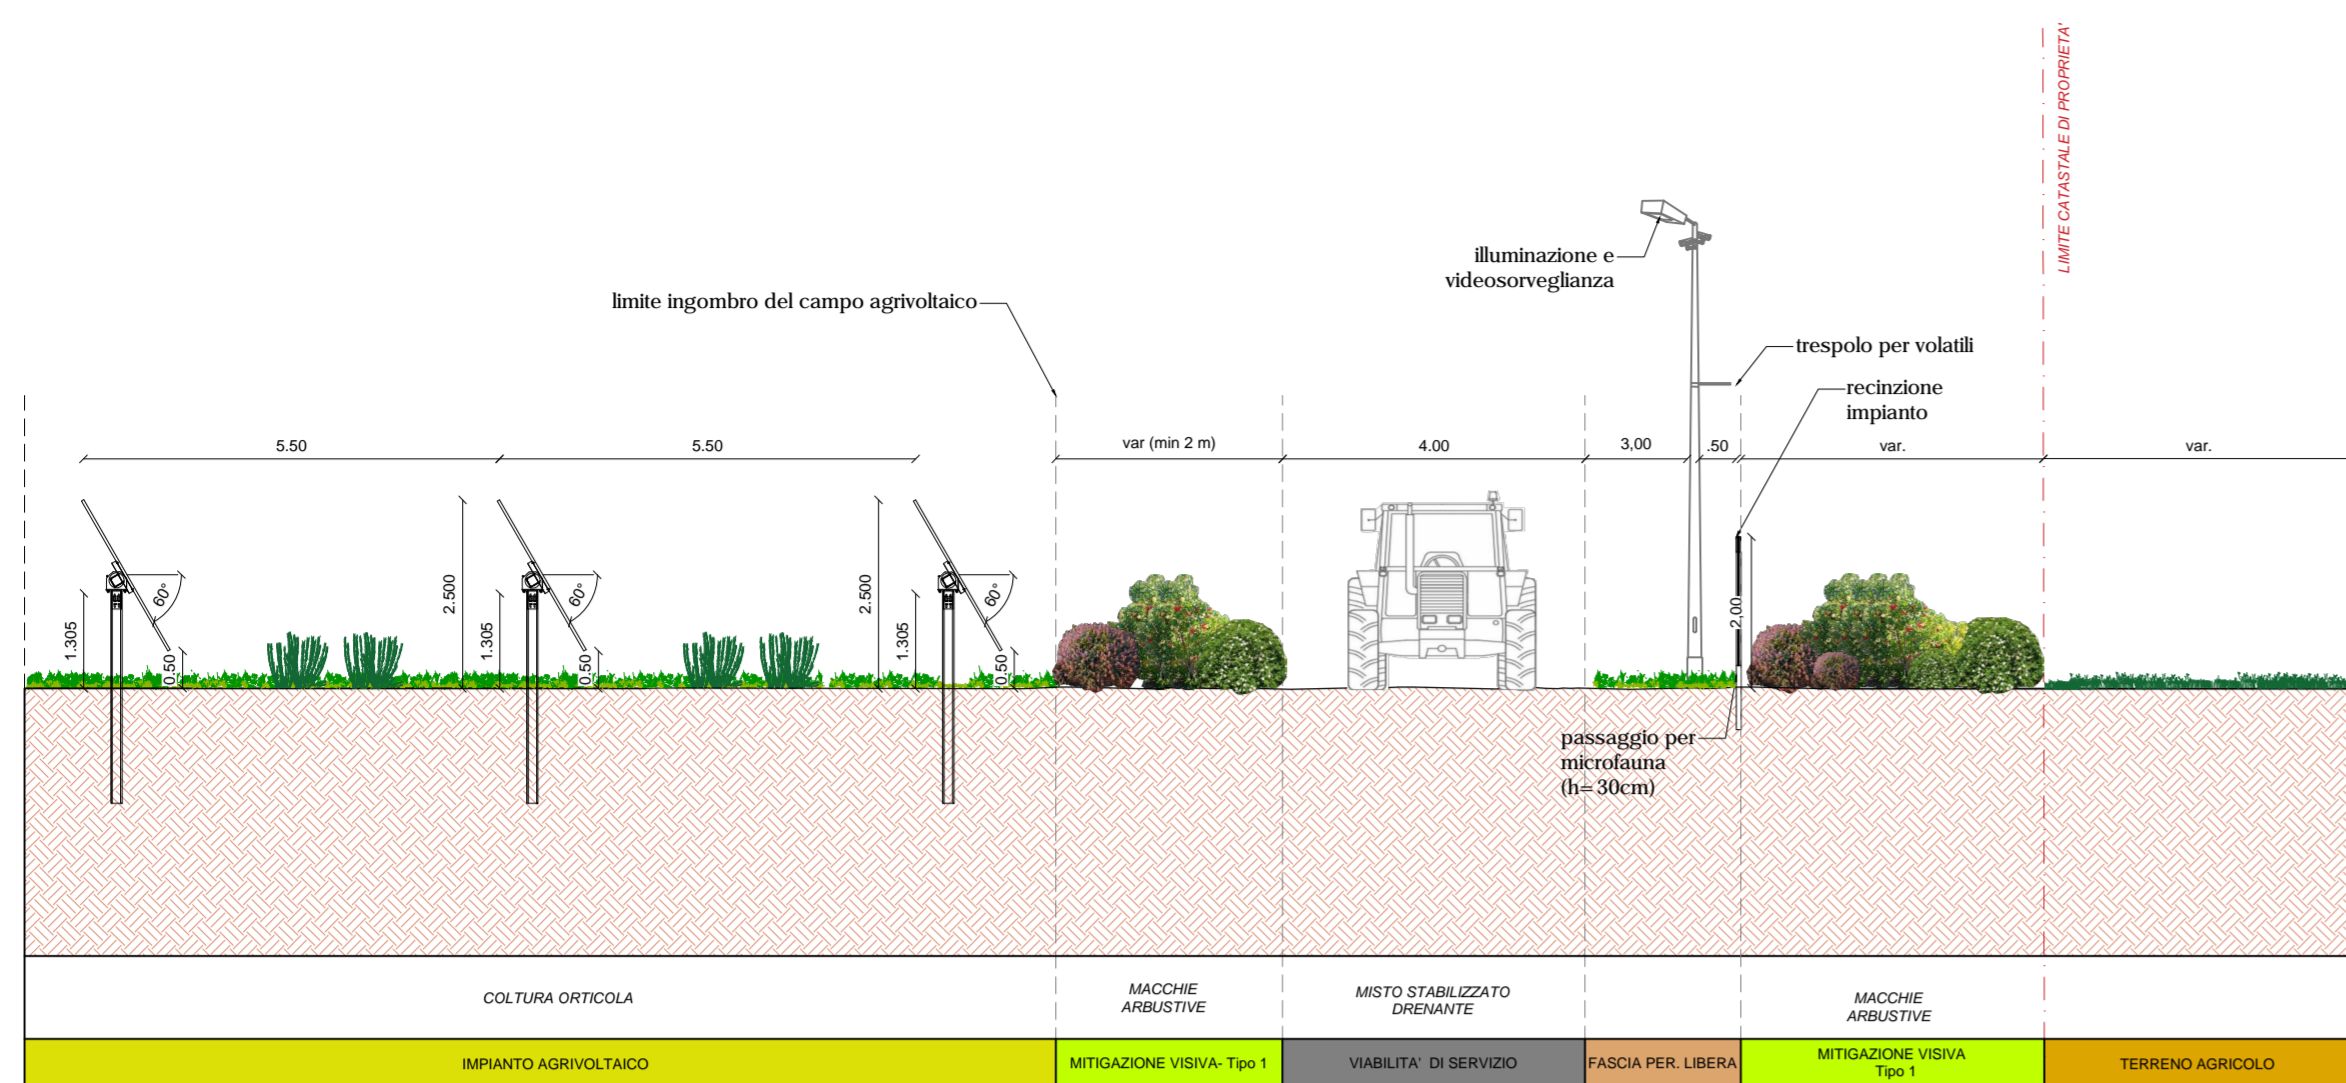 LIMITE CATASTALE DI PROPRIETA'
illuminazione e
videosorveglianza
limite ingombro del campo agrivoltaico
trespolo per volatili
recinzione
impianto
5.50
5.50
var (min 2 m)
4.00
3,00
.50
var.
var.
60°
60°
60°
1.305
0.50
2.500
1.305
0.50
2.500
1.305
0.50
2,00
passaggio per
microfauna
(h=30cm)
COLTURA ORTICOLA
MACCHIE
ARBUSTIVE
MISTO STABILIZZATO
DRENANTE
MACCHIE
ARBUSTIVE
IMPIANTO AGRIVOLTAICO
MITIGAZIONE VISIVA- Tipo 1
VIABILITA' DI SERVIZIO
FASCIA PER. LIBERA
MITIGAZIONE VISIVA
Tipo 1
TERRENO AGRICOLO